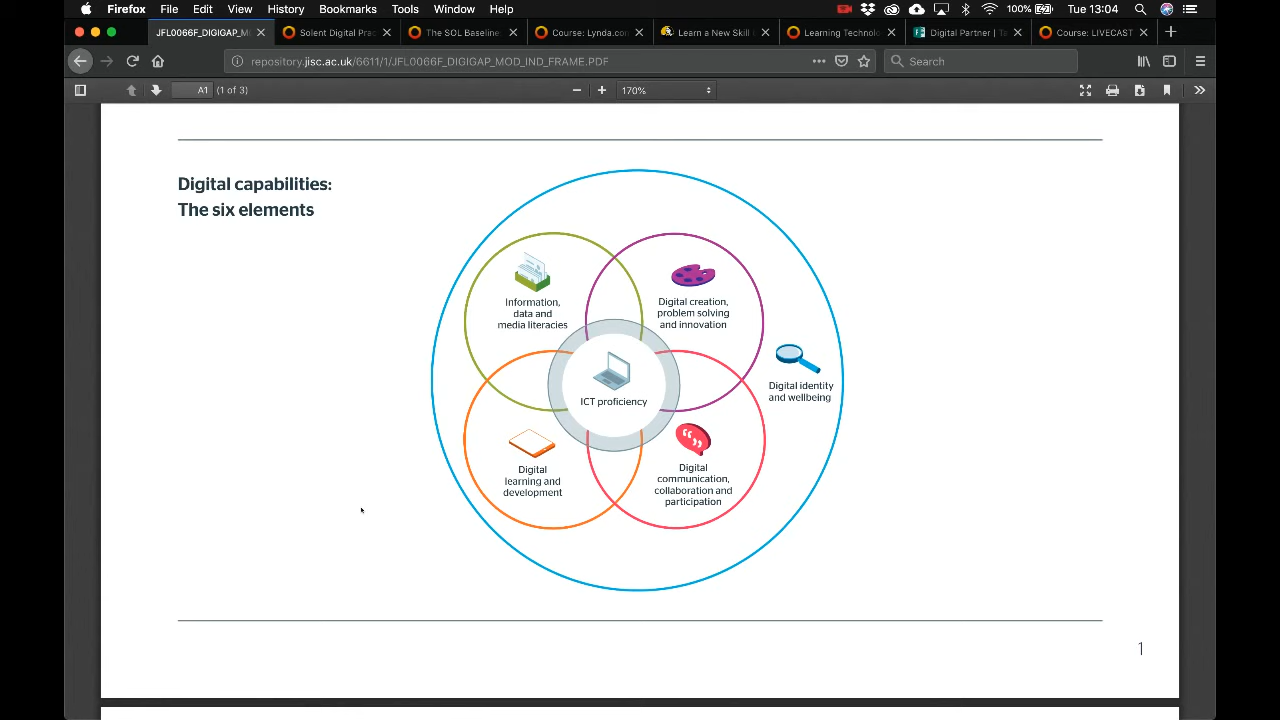 Firefox File Edit View History Bookmarks Tools Window Help 100% Tue 13:04
JFL0066F_DIGIGAP_M Solent Digital Prac The SOL Baseline Course: Lynda.con Learn a New Skill Learning Technolo Digital Partner | Ta Course: LIVECAST
repository.jisc.ac.uk/6611/1/JFL0066F_DIGIGAP_MOD_IND_FRAME.PDF Search
A1 (1 of 3) 170%
Digital capabilities:
The six elements
Information,
data and
media literacies
Digital creation,
problem solving
and innovation
ICT proficiency
Digital identity
and wellbeing
Digital
learning and
development
Digital
communication,
collaboration and
participation
1